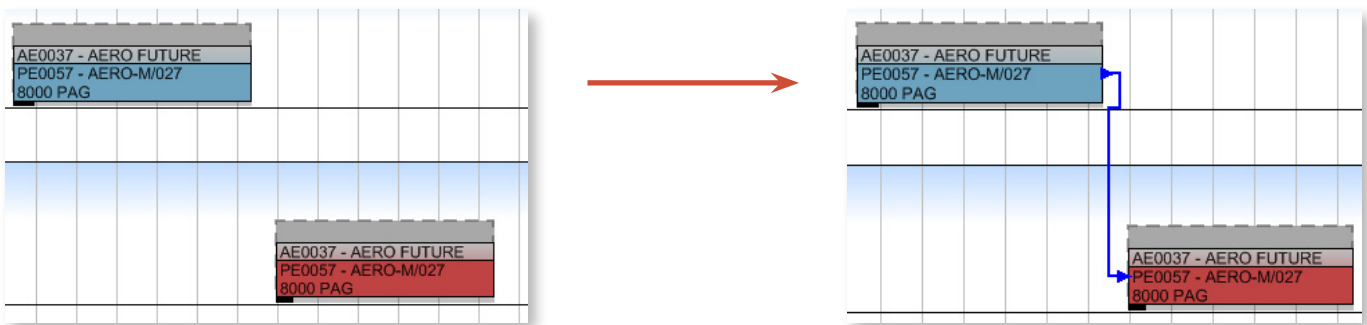 AE0037 - AERO FUTURE
PE0057 - AERO-M/027
8000 PAG
AE0037 - AERO FUTURE
PE0057 - AERO-M/027
8000 PAG
AE0037 - AERO FUTURE
PE0057 - AERO-M/027
8000 PAG
AE0037 - AERO FUTURE
PE0057 - AERO-M/027
8000 PAG